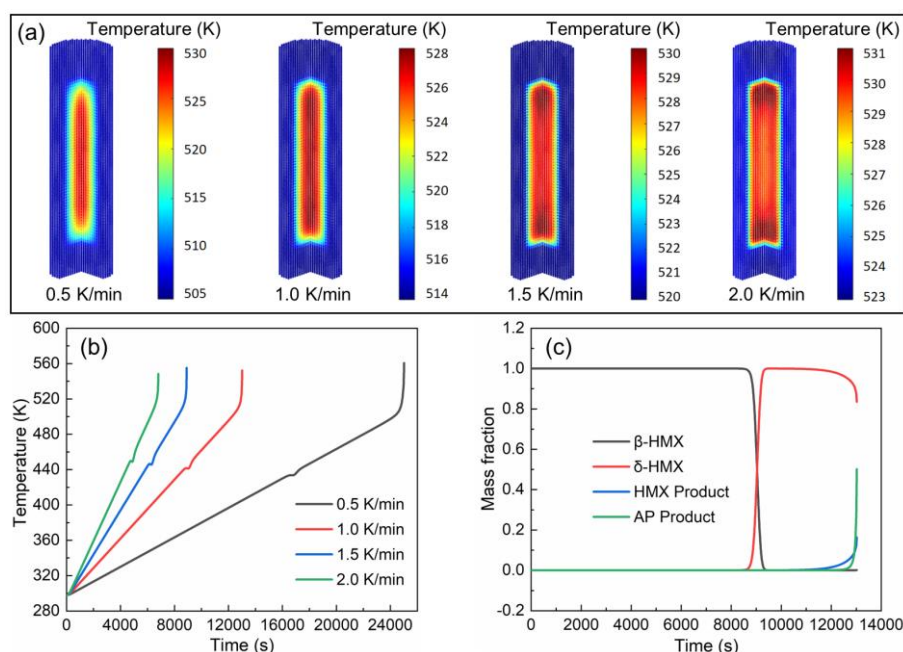 (a)
Temperature (K) Temperature (K) Temperature (K) Temperature (K)
530
525
520
515
510
505
0.5 K/min
528
526
524
522
520
518
516
514
1.0 K/min
530
529
528
527
526
525
524
523
522
521
520
1.5 K/min
531
530
529
528
527
526
525
524
523
2.0 K/min
(b)
Temperature (K)
600
560
520
480
440
400
360
320
280
0.5 K/min
1.0 K/min
1.5 K/min
2.0 K/min
0 4000 8000 12000 16000 20000 24000
Time (s)
(c)
Mass fraction
1.2
1.0
0.8
0.6
0.4
0.2
0.0
-0.2
β-HMX
δ-HMX
HMX Product
AP Product
0 2000 4000 6000 8000 10000 12000 14000
Time (s)